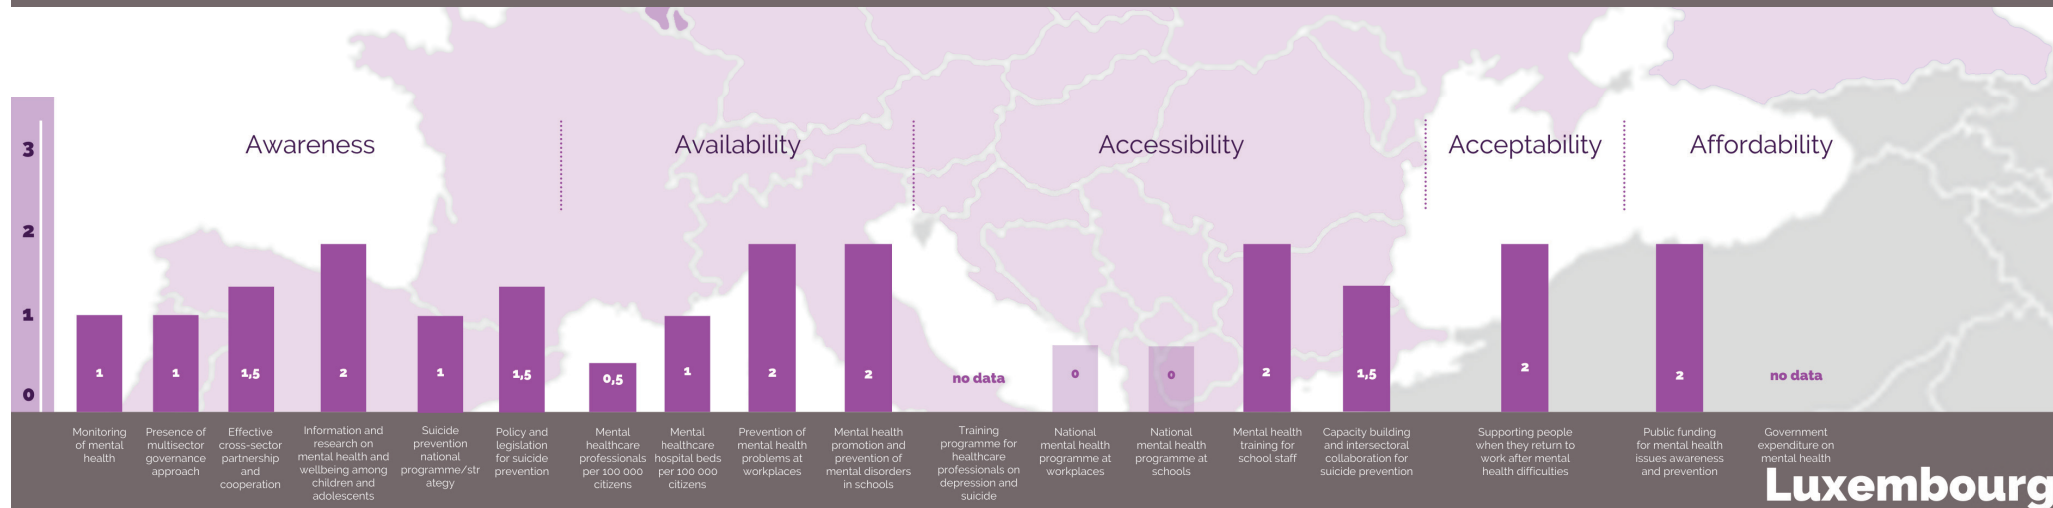 Awareness
Availability
Accessibility
Acceptability
Affordability
3
2
1
0
1
1
1,5
2
1
1,5
0,5
1
2
2
no data
0
0
2
1,5
2
2
no data
Monitoring
of mental
health
Presence of
multisector
governance
approach
Effective
cross-sector
partnership
and
cooperation
Information and
research on
mental health and
wellbeing among
children and
adolescents
Suicide
prevention
national
programme/str
ategy
Policy and
legislation
for suicide
prevention
Mental
healthcare
professionals
per 100 000
citizens
Mental
healthcare
hospital beds
per 100 000
citizens
Prevention of
mental health
problems at
workplaces
Mental health
promotion and
prevention of
mental disorders
in schools
Training
programme for
healthcare
professionals on
depression and
suicide
National
mental health
programme at
workplaces
National
mental health
programme at
schools
Mental health
training for
school staff
Capacity building
and intersectoral
collaboration for
suicide prevention
Supporting people
when they return to
work after mental
health difficulties
Public funding
for mental health
issues awareness
and prevention
Government
expenditure on
mental health
Luxembourg